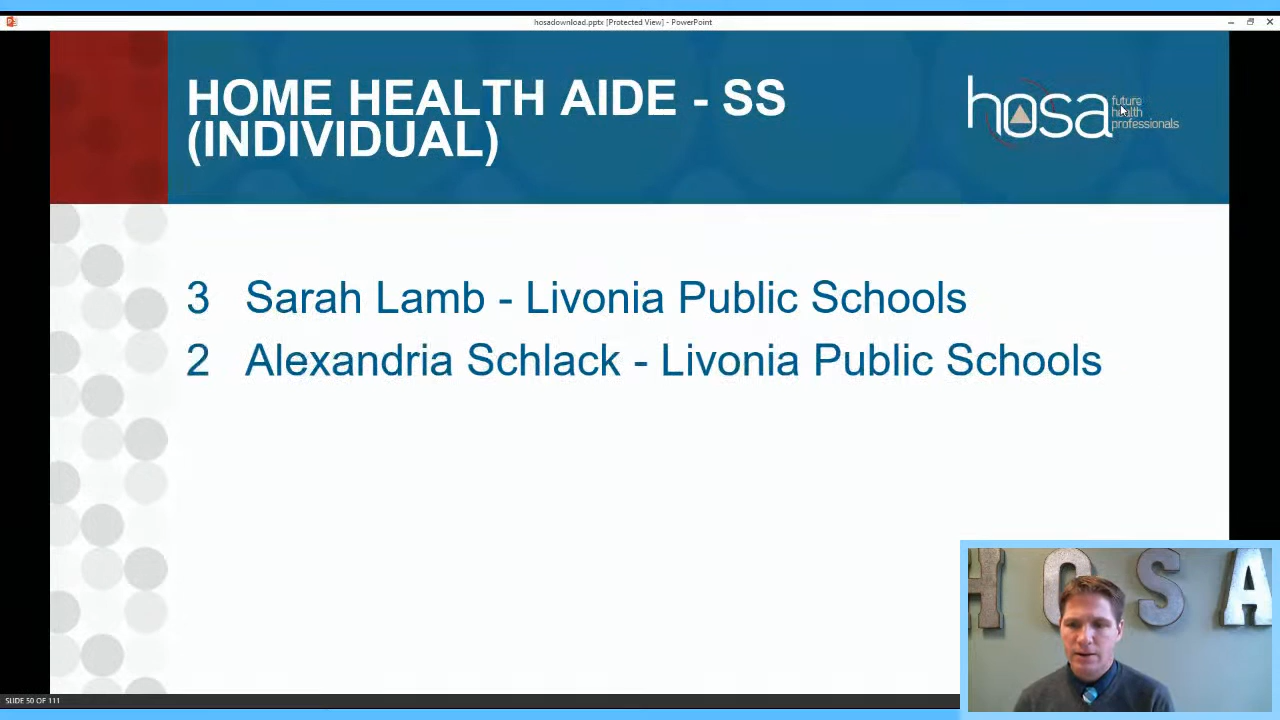 hosadownload.pptx [Protected View] - PowerPoint
HOME HEALTH AIDE - SS
(INDIVIDUAL)
hosa
future
health
professionals
3 Sarah Lamb - Livonia Public Schools
2 Alexandria Schlack - Livonia Public Schools
HOSA
SLIDE 50 OF 111